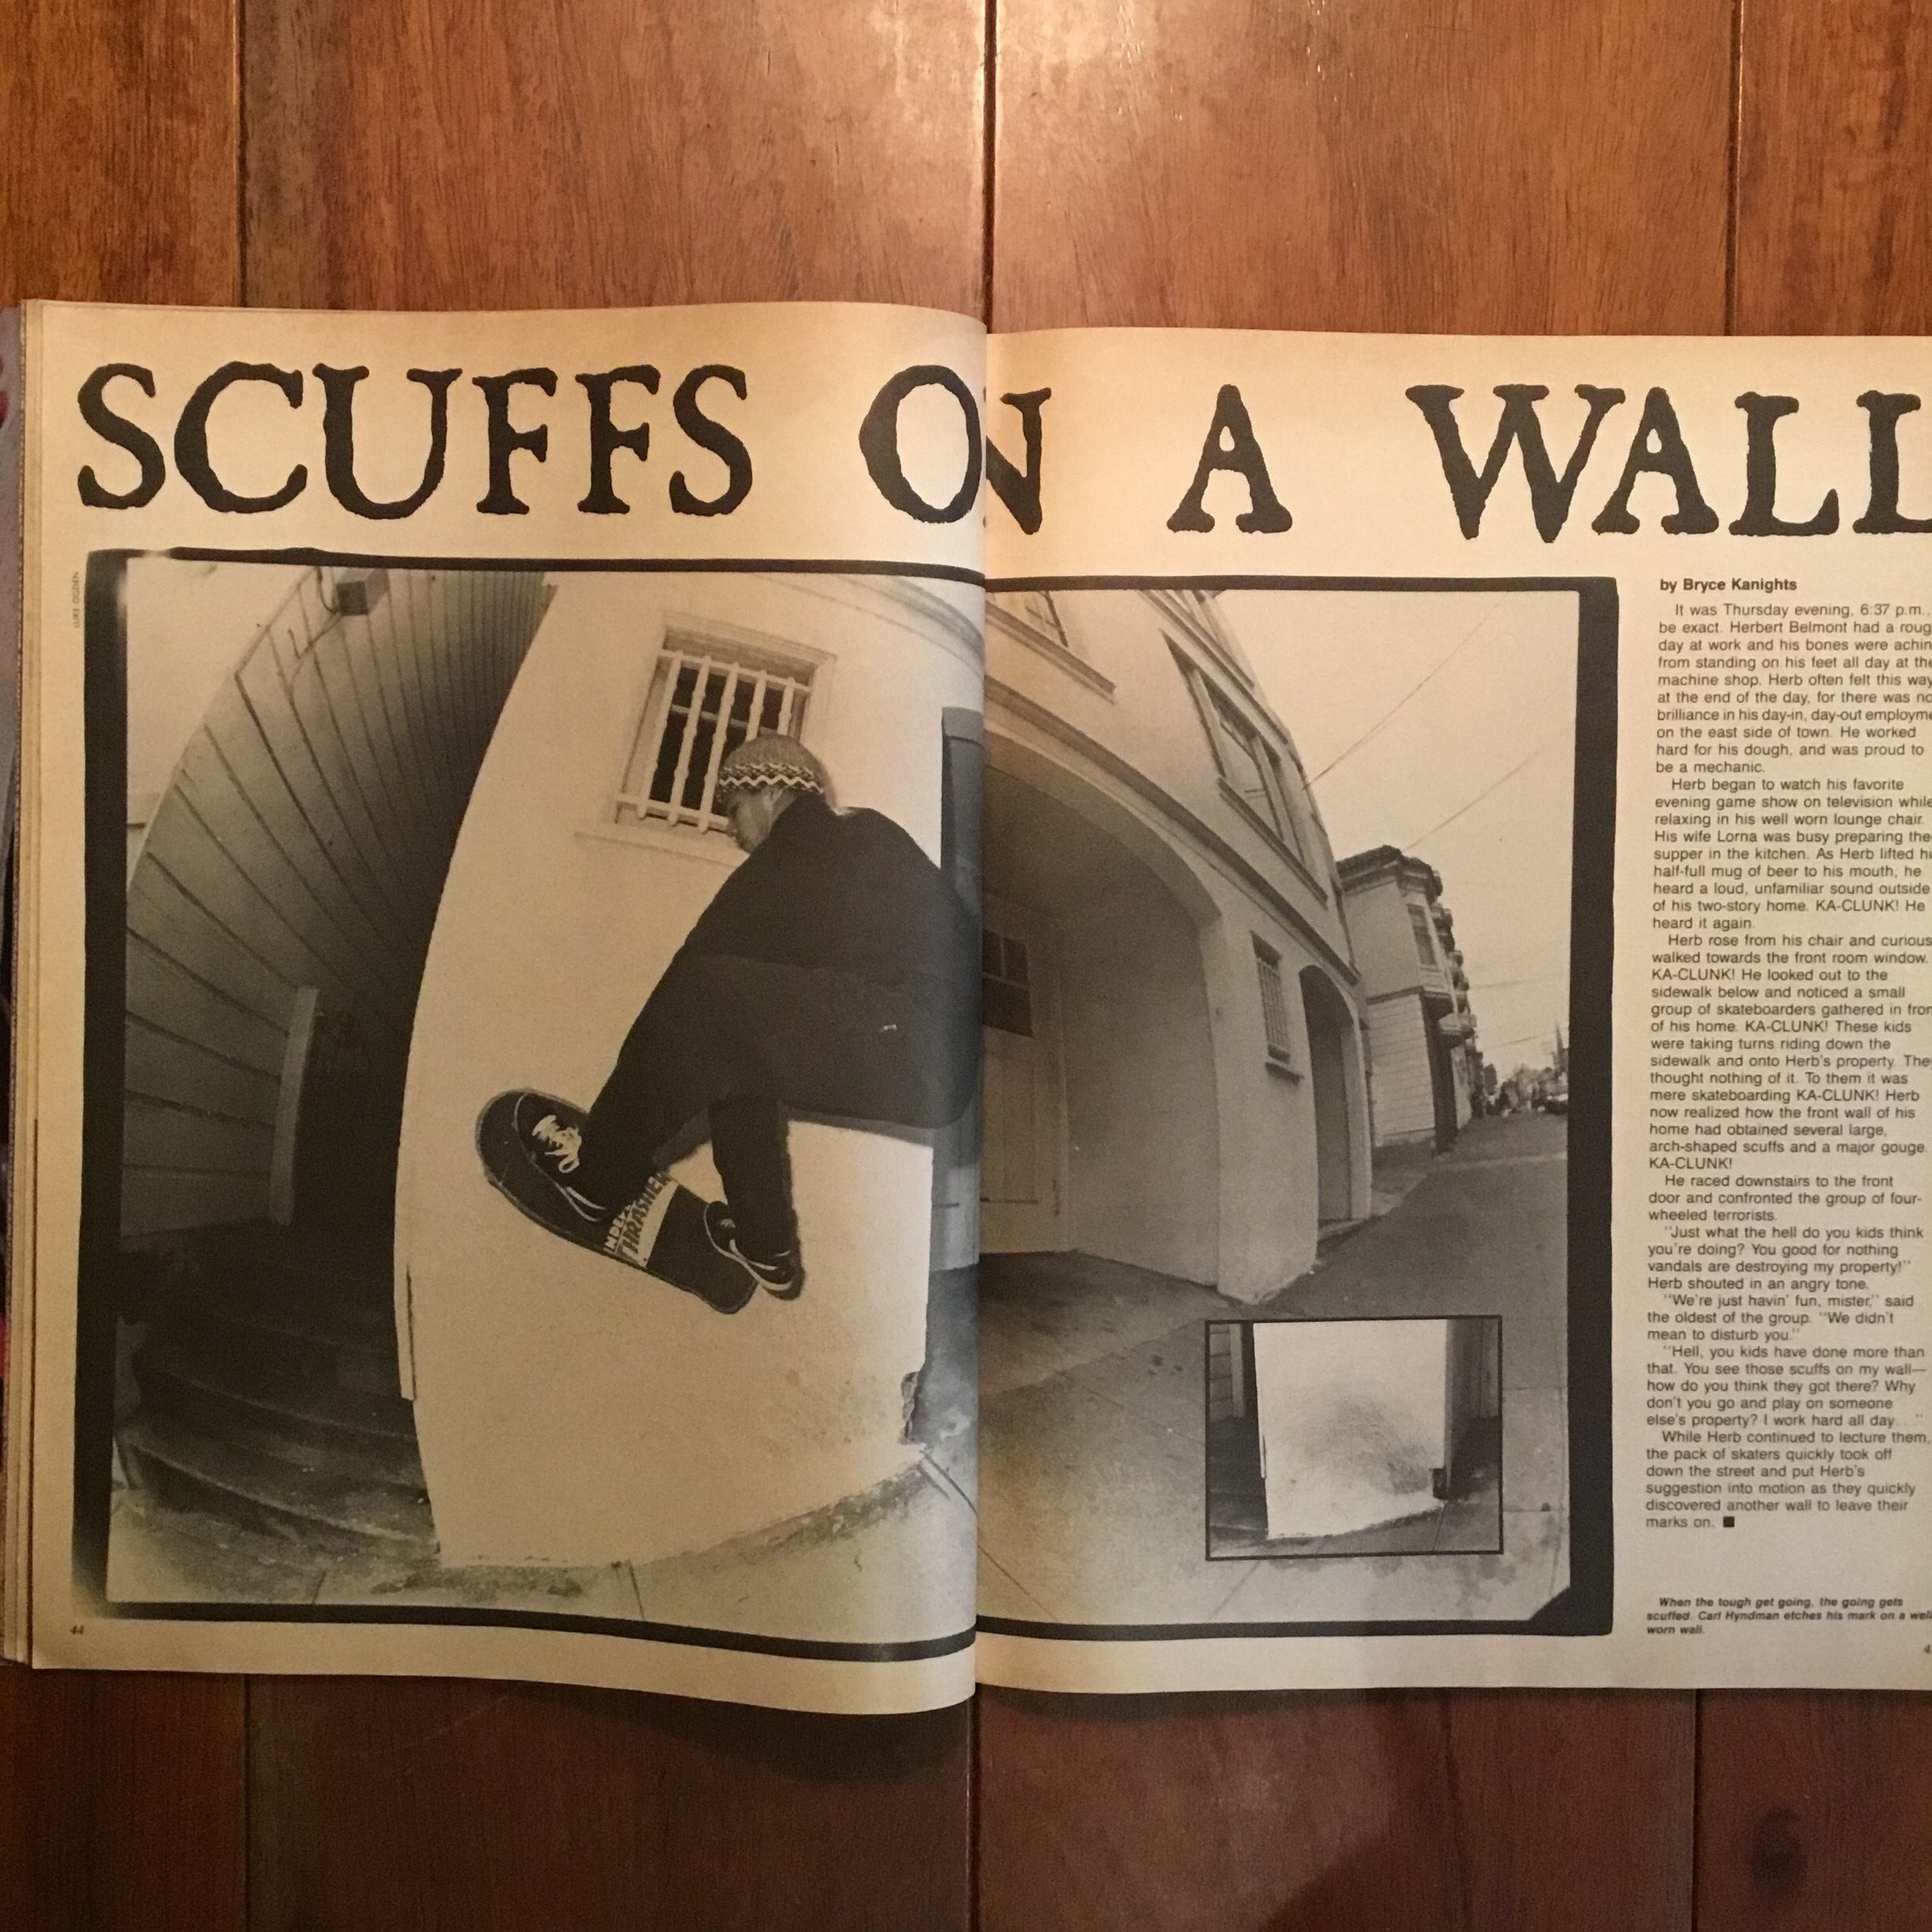 SCUFFS ON A WALL
LUKE OGDEN
INDEPENDENT
THRASHER
by Bryce Kanights
It was Thursday evening, 6:37 p.m.,
be exact. Herbert Belmont had a roug
day at work and his bones were achin
from standing on his feet all day at the
machine shop. Herb often felt this way
at the end of the day, for there was no
brilliance in his day-in, day-out employme
on the east side of town. He worked
hard for his dough, and was proud to
be a mechanic.
Herb began to watch his favorite
evening game show on television while
relaxing in his well worn lounge chair.
His wife Lorna was busy preparing the
supper in the kitchen. As Herb lifted hi
half-full mug of beer to his mouth, he
heard a loud, unfamiliar sound outside
of his two-story home. KA-CLUNK! He
heard it again.
Herb rose from his chair and curious
walked towards the front room window.
KA-CLUNK! He looked out to the
sidewalk below and noticed a small
group of skateboarders gathered in fron
of his home. KA-CLUNK! These kids
were taking turns riding down the
sidewalk and onto Herb's property. The
thought nothing of it. To them it was
mere skateboarding KA-CLUNK! Herb
now realized how the front wall of his
home had obtained several large,
arch-shaped scuffs and a major gouge.
KA-CLUNK!
He raced downstairs to the front
door and confronted the group of four-
wheeled terrorists.
"Just what the hell do you kids think
you're doing? You good for nothing
vandals are destroying my property!"
Herb shouted in an angry tone.
"We're just havin' fun, mister," said
the oldest of the group. "We didn't
mean to disturb you."
"Hell, you kids have done more than
that. You see those scuffs on my wall—
how do you think they got there? Why
don't you go and play on someone
else's property? I work hard all day. . ."
While Herb continued to lecture them,
the pack of skaters quickly took off
down the street and put Herb's
suggestion into motion as they quickly
discovered another wall to leave their
marks on. ■
When the tough get going, the going gets
scuffed. Carl Hyndman etches his mark on a well
worn wall.
44
4